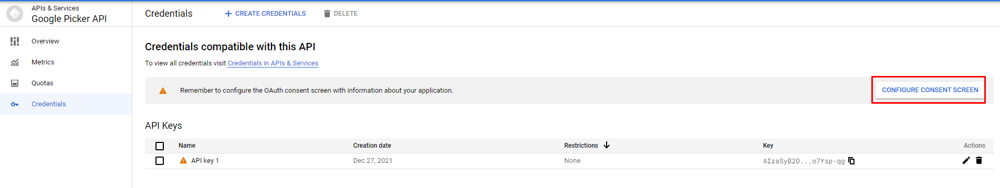 APIs & Services
Google Picker API
Overview
Metrics
Quotas
Credentials
Credentials
CREATE CREDENTIALS
DELETE
Credentials compatible with this API
To view all credentials visit Credentials in APIs & Services
Remember to configure the OAuth consent screen with information about your application.
CONFIGURE CONSENT SCREEN
API Keys
Name Creation date Restrictions Key Actions
API key 1 Dec 27, 2021 None AIzaSyB2O...o7Ysp-qg